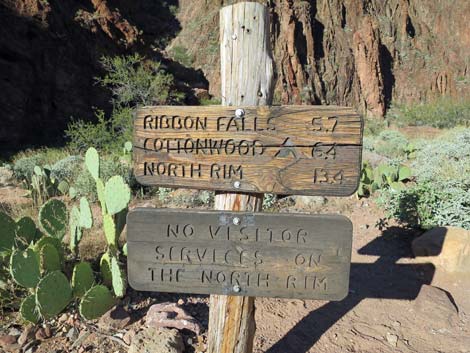 RIBBON FALLS 5.7
COTTONWOOD 6.4
NORTH RIM 13.4
NO VISITOR
SERVICES ON
THE NORTH RIM